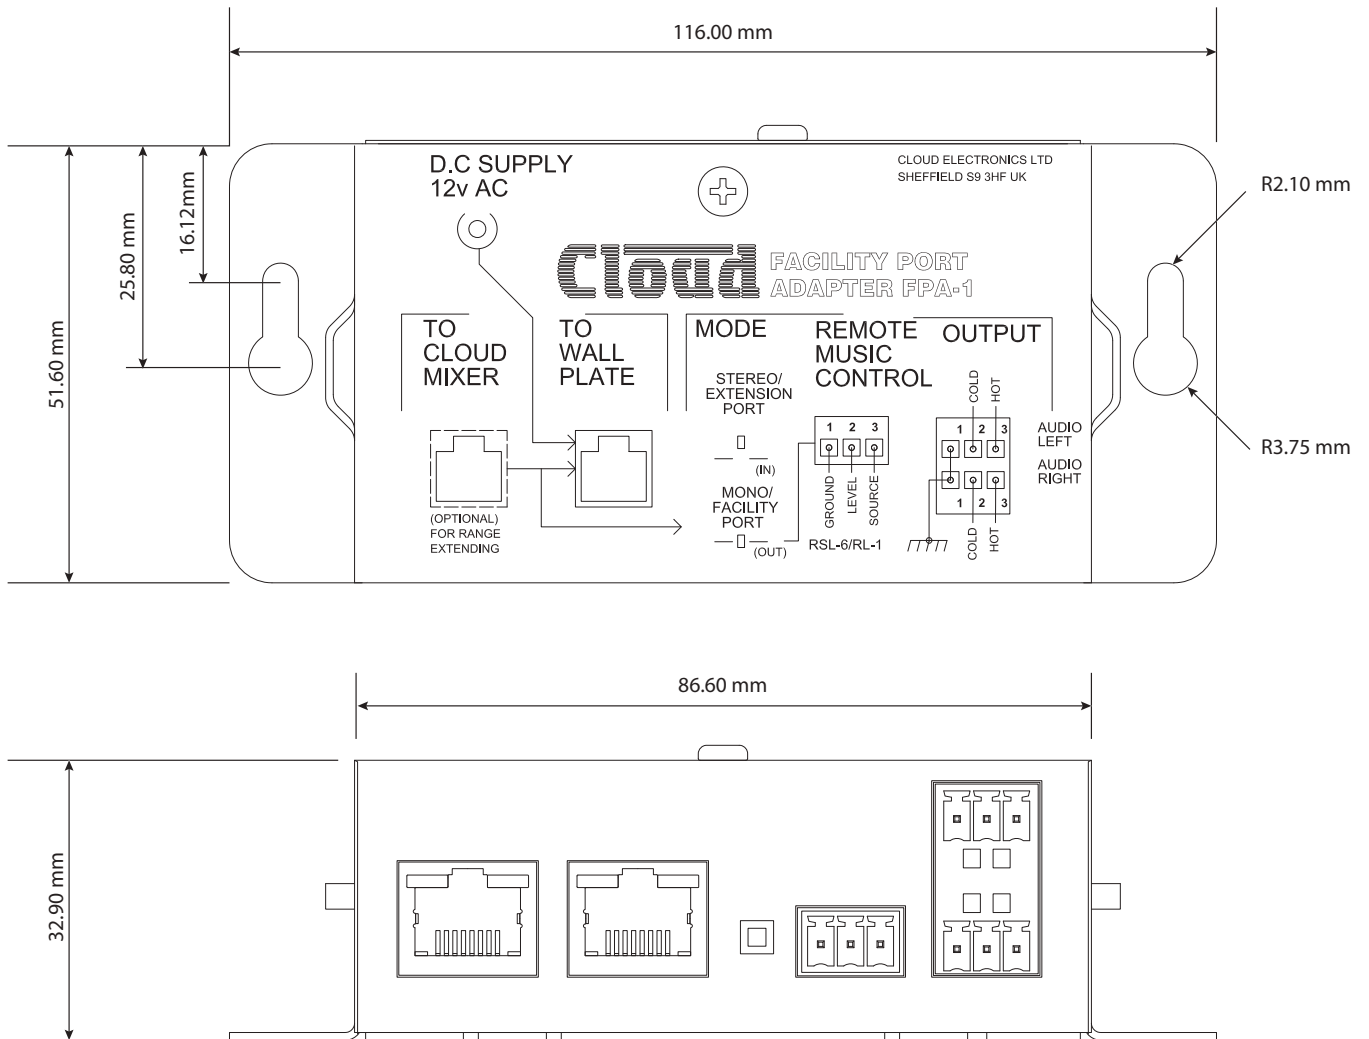 116.00 mm
D.C SUPPLY
12v AC
CLOUD ELECTRONICS LTD
SHEFFIELD S9 3HF UK
R2.10 mm
16.12mm
25.80 mm
51.60 mm
Cloud
FACILITY PORT
ADAPTER FPA-1
TO
CLOUD
MIXER
TO
WALL
PLATE
MODE
REMOTE
MUSIC
CONTROL
OUTPUT
STEREO/
EXTENSION
PORT
(IN)
MONO/
FACILITY
PORT
(OUT)
1 2 3
GROUND
LEVEL
SOURCE
RSL-6/RL-1
COLD
HOT
1 2 3
AUDIO
LEFT
AUDIO
RIGHT
1 2 3
COLD
HOT
R3.75 mm
(OPTIONAL)
FOR RANGE
EXTENDING
86.60 mm
32.90 mm